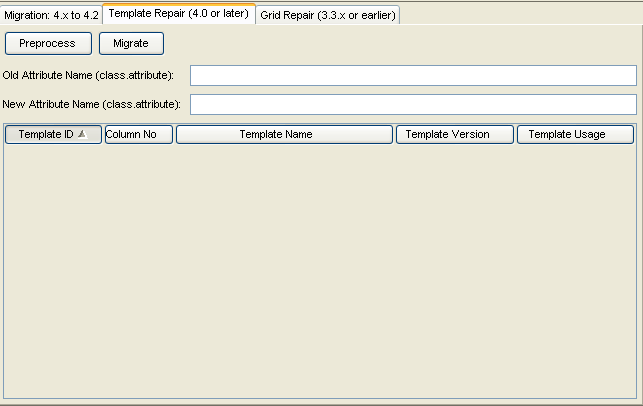 Migration: 4.x to 4.2 Template Repair (4.0 or later) Grid Repair (3.3.x or earlier)
Preprocess Migrate
Old Attribute Name (class.attribute):
New Attribute Name (class.attribute):
Template ID Column No Template Name Template Version Template Usage